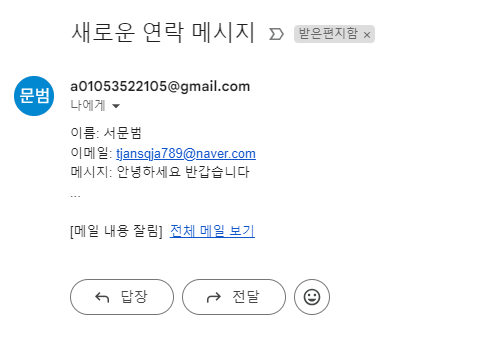 새로운 연락 메시지 받은편지함 ×
문범 a01053522105@gmail.com
나에게
이름: 서문범
이메일: tjansqja789@naver.com
메시지: 안녕하세요 반갑습니다
...
[메일 내용 잘림] 전체 메일 보기
답장 전달